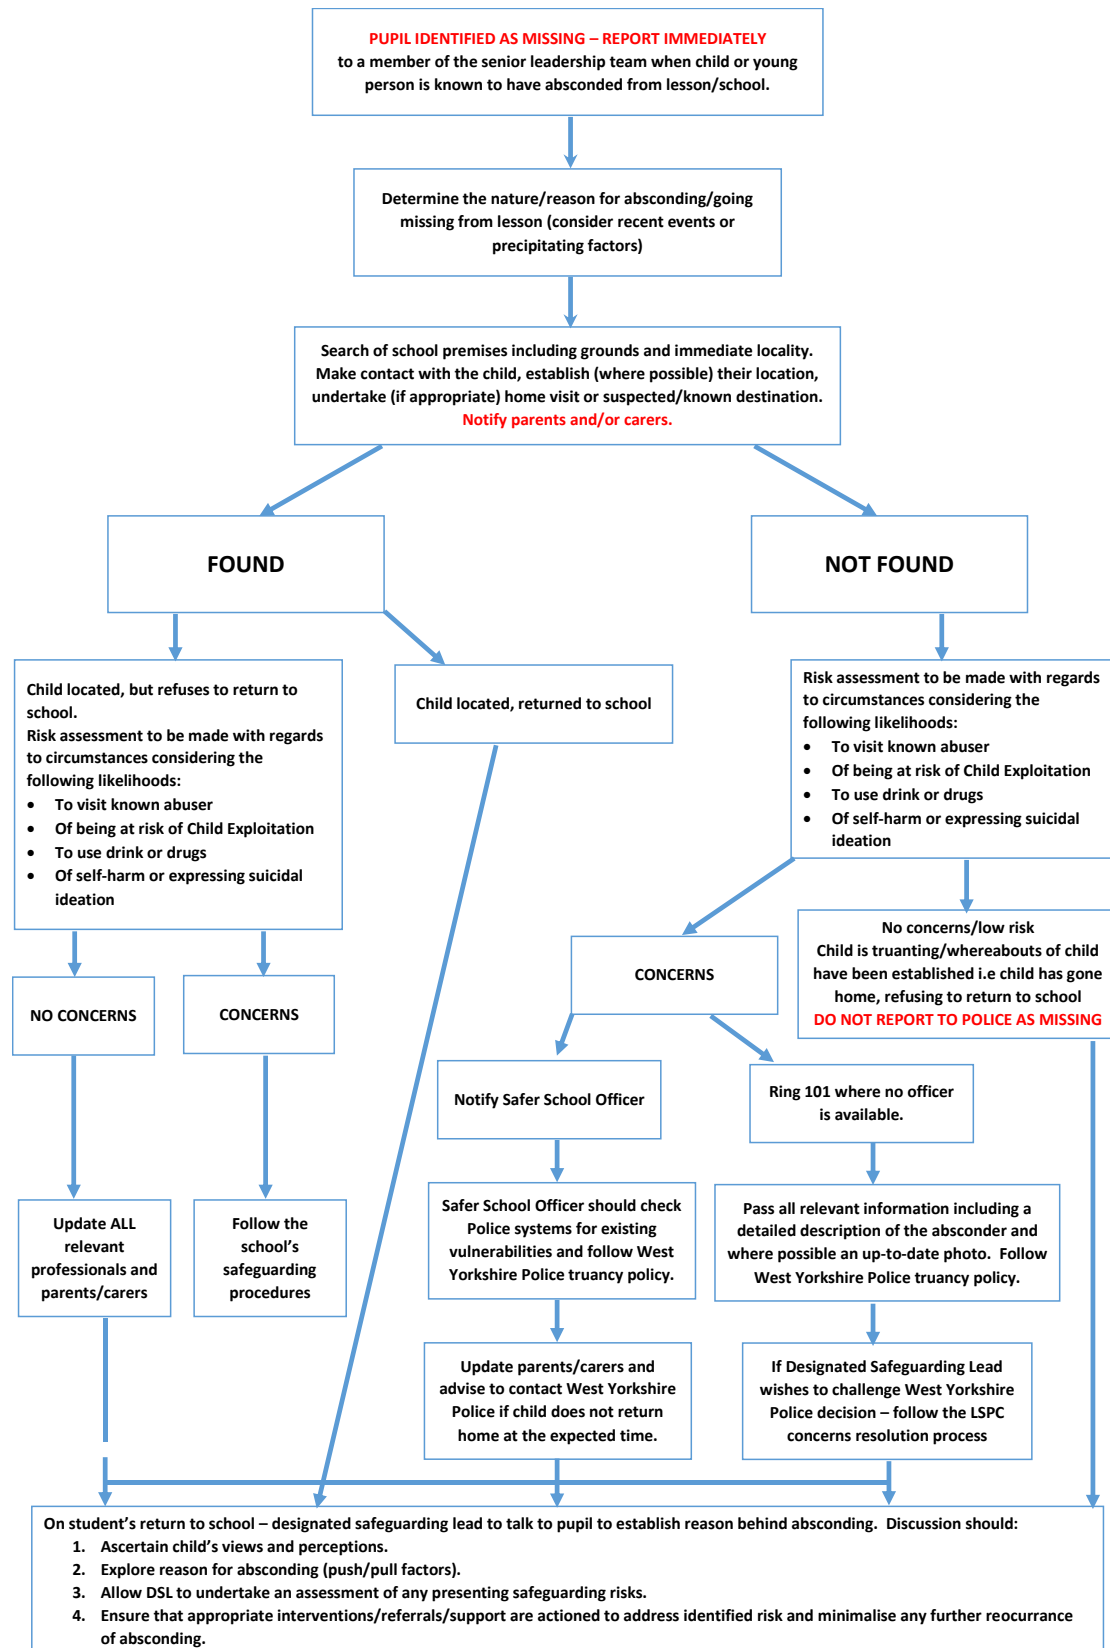 PUPIL IDENTIFIED AS MISSING – REPORT IMMEDIATELY
to a member of the senior leadership team when child or young
person is known to have absconded from lesson/school.
Determine the nature/reason for absconding/going
missing from lesson (consider recent events or
precipitating factors)
Search of school premises including grounds and immediate locality.
Make contact with the child, establish (where possible) their location,
undertake (if appropriate) home visit or suspected/known destination.
Notify parents and/or carers.
FOUND
NOT FOUND
Child located, but refuses to return to
school.
Risk assessment to be made with regards
to circumstances considering the
following likelihoods:
• To visit known abuser
• Of being at risk of Child Exploitation
• To use drink or drugs
• Of self-harm or expressing suicidal
ideation
Child located, returned to school
Risk assessment to be made with regards
to circumstances considering the
following likelihoods:
• To visit known abuser
• Of being at risk of Child Exploitation
• To use drink or drugs
• Of self-harm or expressing suicidal
ideation
NO CONCERNS
CONCERNS
CONCERNS
No concerns/low risk
Child is truanting/whereabouts of child
have been established i.e child has gone
home, refusing to return to school
DO NOT REPORT TO POLICE AS MISSING
Notify Safer School Officer
Ring 101 where no officer
is available.
Update ALL
relevant
professionals and
parents/carers
Follow the
school's
safeguarding
procedures
Safer School Officer should check
Police systems for existing
vulnerabilities and follow West
Yorkshire Police truancy policy.
Pass all relevant information including a
detailed description of the absconder and
where possible an up-to-date photo.  Follow
West Yorkshire Police truancy policy.
Update parents/carers and
advise to contact West Yorkshire
Police if child does not return
home at the expected time.
If Designated Safeguarding Lead
wishes to challenge West Yorkshire
Police decision – follow the LSPC
concerns resolution process
On student's return to school – designated safeguarding lead to talk to pupil to establish reason behind absconding.  Discussion should:
1. Ascertain child's views and perceptions.
2. Explore reason for absconding (push/pull factors).
3. Allow DSL to undertake an assessment of any presenting safeguarding risks.
4. Ensure that appropriate interventions/referrals/support are actioned to address identified risk and minimalise any further reocurrance
of absconding.